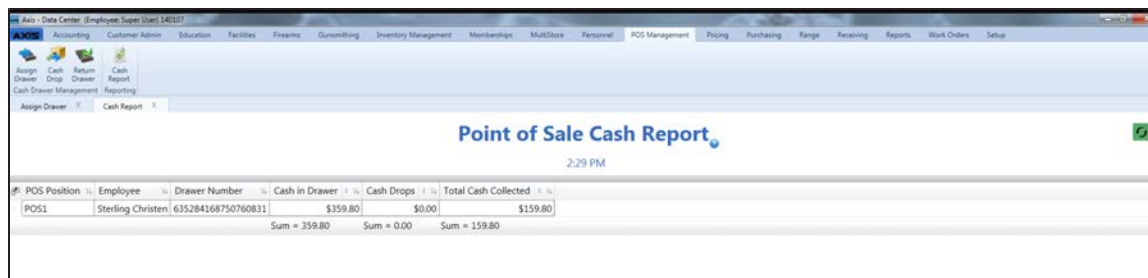 Axis - Data Center (Employee: Super User) 140107
AXIS Accounting Customer Admin Education Facilities Firearms Gunsmithing Inventory Management Memberships MultiStore Personnel POS Management Pricing Purchasing Range Receiving Reports Work Orders Setup
Assign Drawer Cash Drop Return Drawer Cash Report
Cash Drawer Management Reporting
Assign Drawer X Cash Report X
Point of Sale Cash Report
2:29 PM
POS Position Employee Drawer Number Cash in Drawer Cash Drops Total Cash Collected
POS1 Sterling Christen 635284168750760831 $359.80 $0.00 $159.80
Sum = 359.80 Sum = 0.00 Sum = 159.80